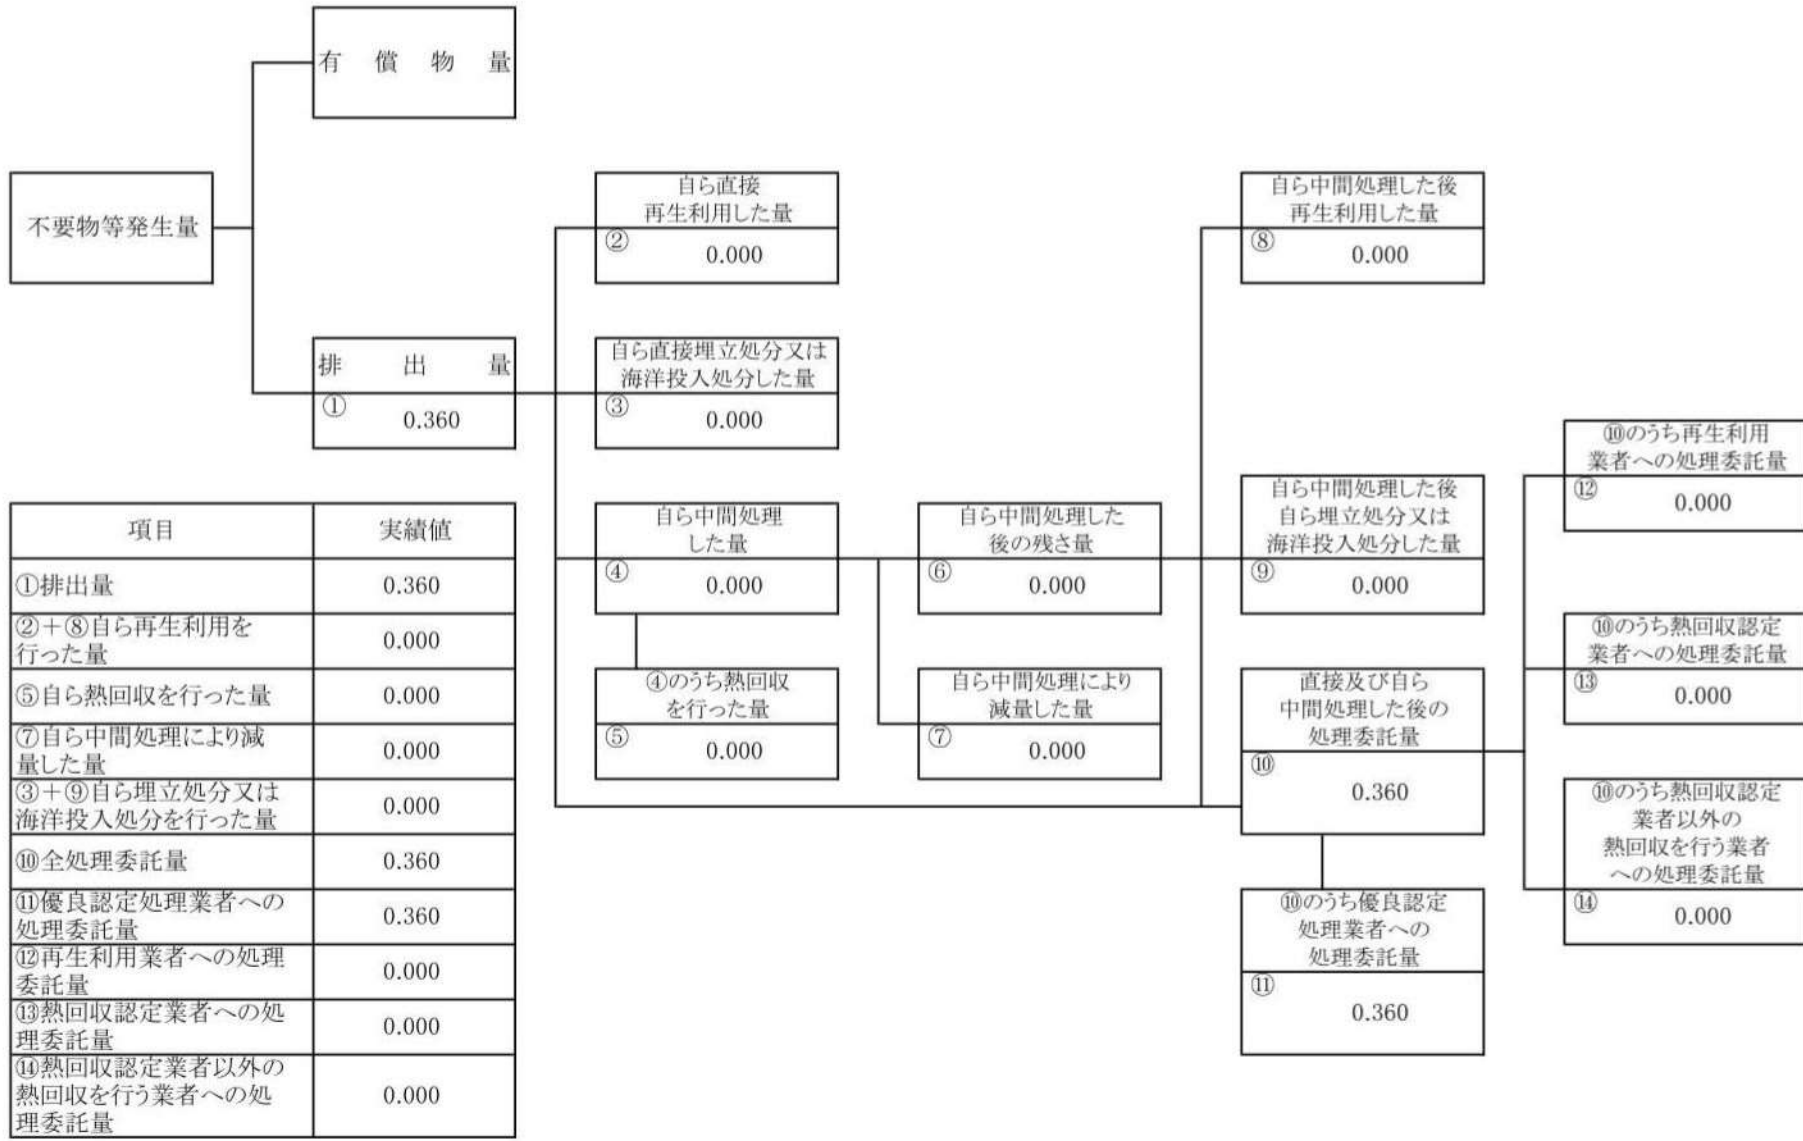 有償物量
不要物等発生量
排出量
①
0.360
自ら直接
再生利用した量
②
0.000
自ら直接埋立処分又は
海洋投入処分した量
③
0.000
自ら中間処理
した量
④
0.000
④のうち熱回収
を行った量
⑤
0.000
自ら中間処理した
後の残さ量
⑥
0.000
自ら中間処理により
減量した量
⑦
0.000
自ら中間処理した後
再生利用した量
⑧
0.000
自ら中間処理した後
自ら埋立処分又は
海洋投入処分した量
⑨
0.000
直接及び自ら
中間処理した後の
処理委託量
⑩
0.360
⑩のうち優良認定
処理業者への
処理委託量
⑪
0.360
⑩のうち再生利用
業者への処理委託量
⑫
0.000
⑩のうち熱回収認定
業者への処理委託量
⑬
0.000
⑩のうち熱回収認定
業者以外の
熱回収を行う業者
への処理委託量
⑭
0.000
項目 実績値
①排出量 0.360
②+⑧自ら再生利用を
行った量 0.000
⑤自ら熱回収を行った量 0.000
⑦自ら中間処理により減
量した量 0.000
③+⑨自ら埋立処分又は
海洋投入処分を行った量 0.000
⑩全処理委託量 0.360
⑪優良認定処理業者への
処理委託量 0.360
⑫再生利用業者への処理
委託量 0.000
⑬熱回収認定業者への処
理委託量 0.000
⑭熱回収認定業者以外の
熱回収を行う業者への処
理委託量 0.000